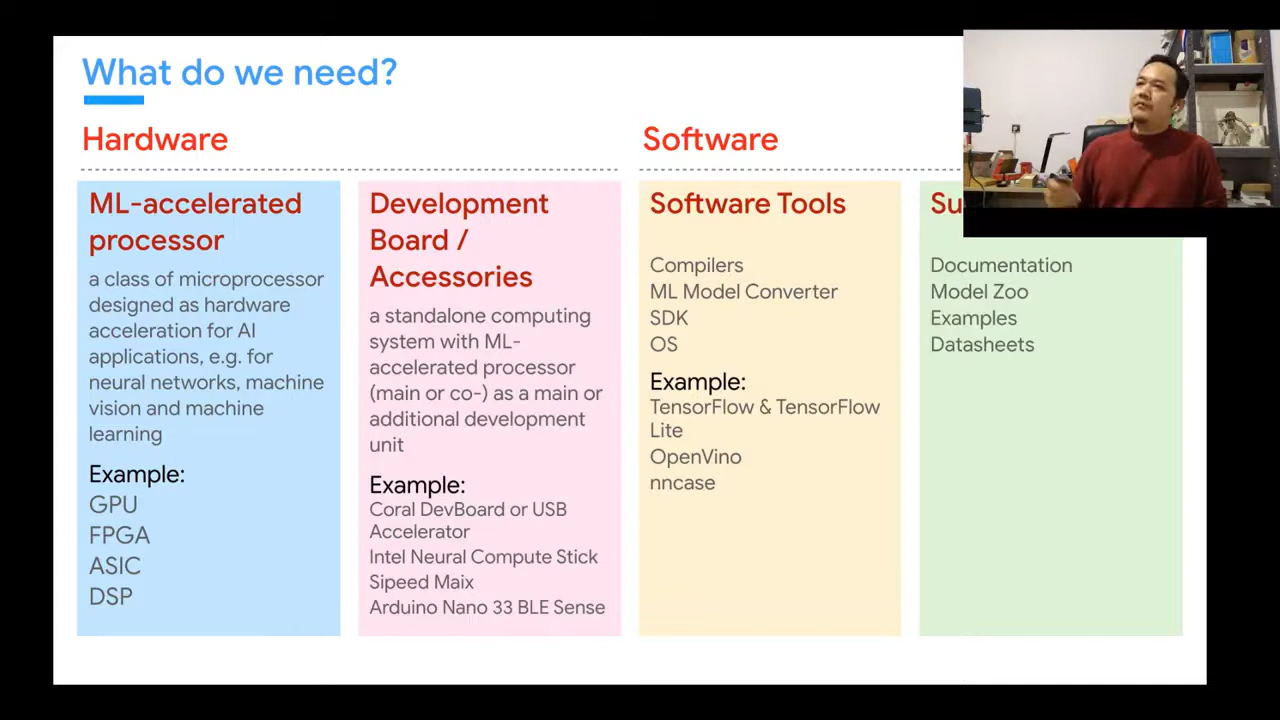 What do we need?
Hardware
Software
ML-accelerated
processor
a class of microprocessor
designed as hardware
acceleration for AI
applications, e.g. for
neural networks, machine
vision and machine
learning
Example:
GPU
FPGA
ASIC
DSP
Development
Board /
Accessories
a standalone computing
system with ML-
accelerated processor
(main or co-) as a main or
additional development
unit
Example:
Coral DevBoard or USB
Accelerator
Intel Neural Compute Stick
Sipeed Maix
Arduino Nano 33 BLE Sense
Software Tools
Compilers
ML Model Converter
SDK
OS
Example:
TensorFlow & TensorFlow
Lite
OpenVino
nncase
Documentation
Model Zoo
Examples
Datasheets